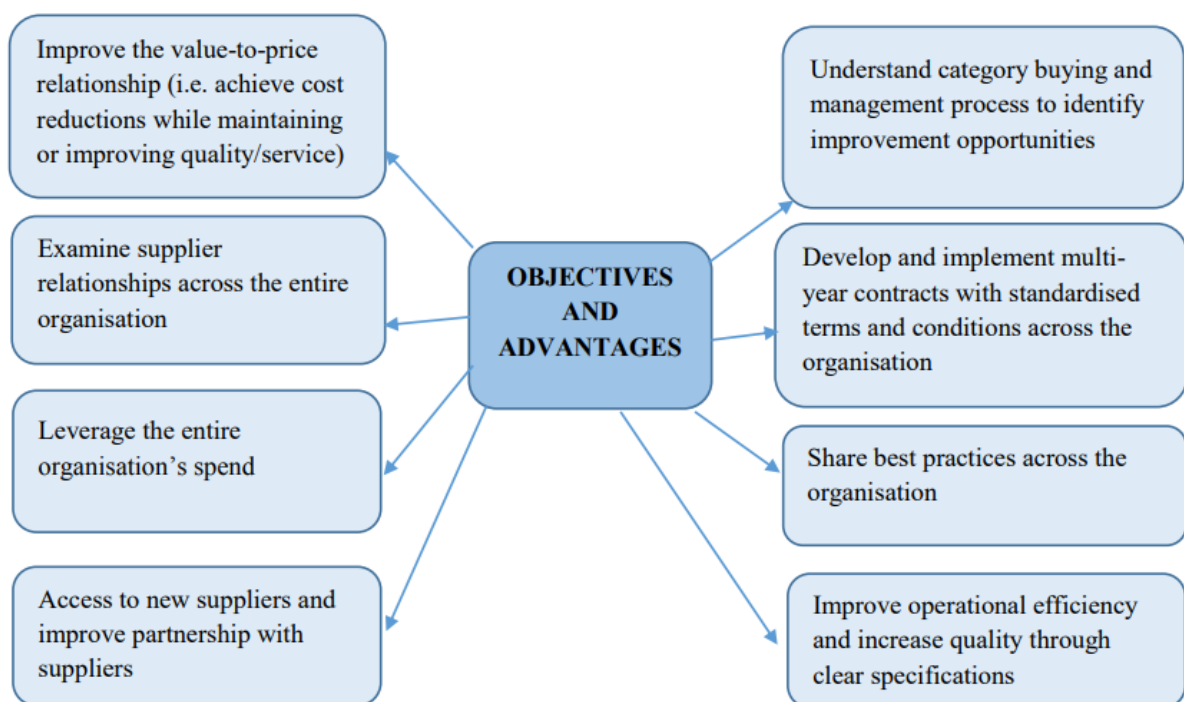 Improve the value-to-price
relationship (i.e. achieve cost
reductions while maintaining
or improving quality/service)
Examine supplier
relationships across the entire
organisation
Leverage the entire
organisation's spend
Access to new suppliers and
improve partnership with
suppliers
OBJECTIVES
AND
ADVANTAGES
Understand category buying and
management process to identify
improvement opportunities
Develop and implement multi-
year contracts with standardised
terms and conditions across the
organisation
Share best practices across the
organisation
Improve operational efficiency
and increase quality through
clear specifications